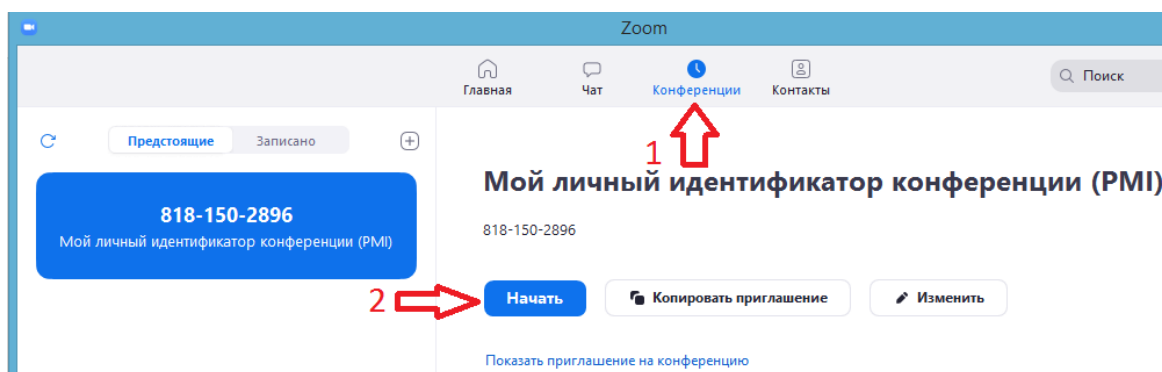 Zoom
Главная Чат Конференции Контакты Поиск
1
Предстоящие Записано
Мой личный идентификатор конференции (PMI)
818-150-2896
Мой личный идентификатор конференции (PMI)
818-150-2896
2
Начать Копировать приглашение Изменить
Показать приглашение на конференцию